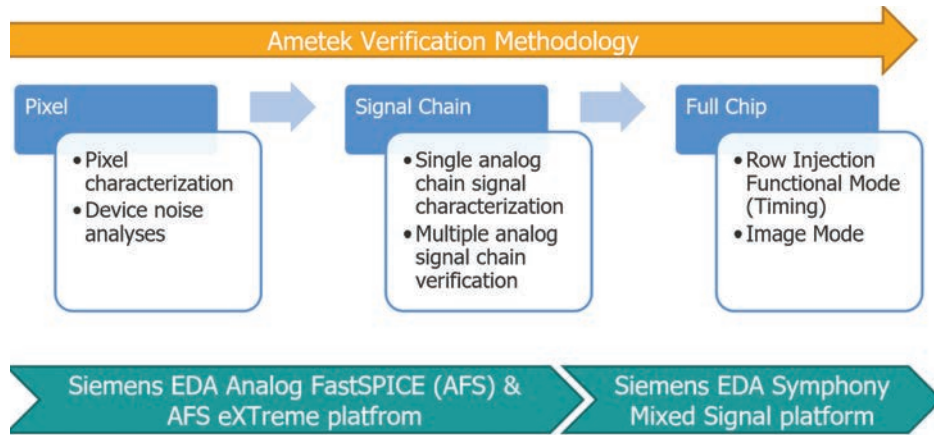 Ametek Verification Methodology
Pixel
• Pixel
characterization
• Device noise
analyses
Signal Chain
• Single analog
chain signal
characterization
• Multiple analog
signal chain
verification
Full Chip
• Row Injection
Functional Mode
(Timing)
• Image Mode
Siemens EDA Analog FastSPICE (AFS) &
AFS eXTreme platfrom
Siemens EDA Symphony
Mixed Signal platform